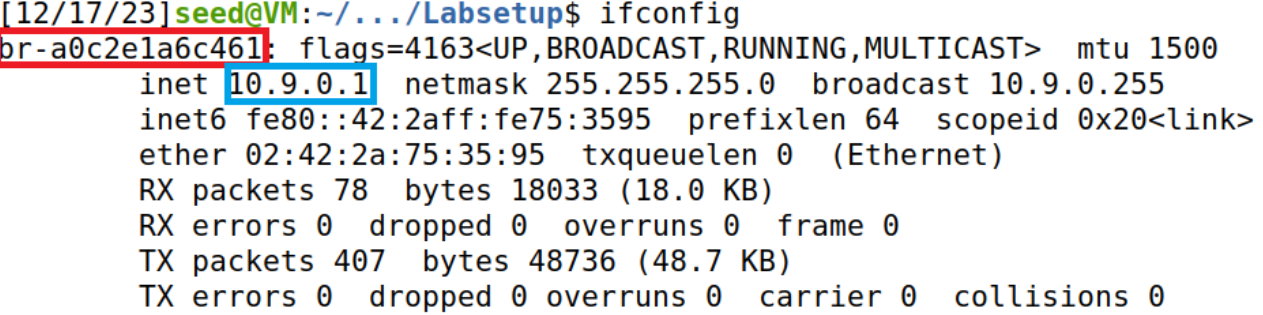 [12/17/23]seed@VM:~/.../Labsetup$ ifconfig
br-a0c2e1a6c461: flags=4163<UP,BROADCAST,RUNNING,MULTICAST>  mtu 1500
        inet 10.9.0.1  netmask 255.255.255.0  broadcast 10.9.0.255
        inet6 fe80::42:2aff:fe75:3595  prefixlen 64  scopeid 0x20<link>
        ether 02:42:2a:75:35:95  txqueuelen 0  (Ethernet)
        RX packets 78  bytes 18033 (18.0 KB)
        RX errors 0  dropped 0  overruns 0  frame 0
        TX packets 407  bytes 48736 (48.7 KB)
        TX errors 0  dropped 0 overruns 0  carrier 0  collisions 0